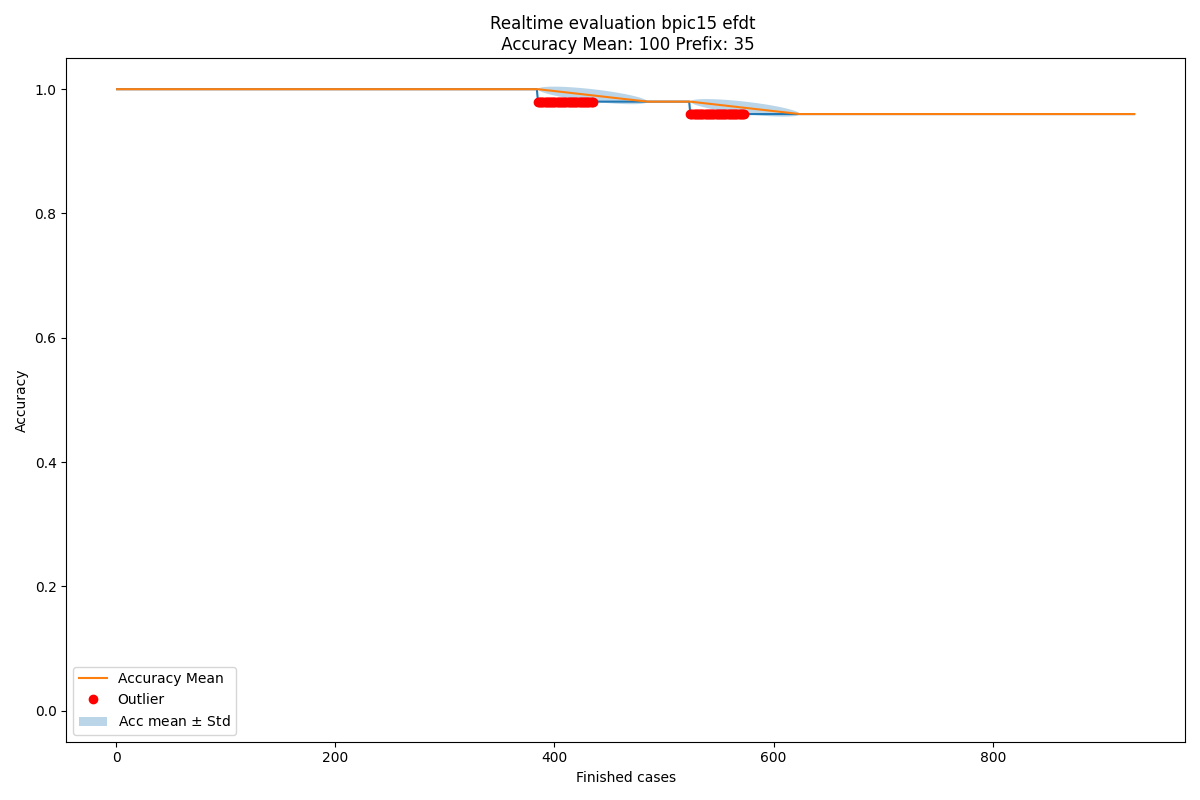 Realtime evaluation bpic15 efdt
Accuracy Mean: 100 Prefix: 35
1.0
0.8
0.6
0.4
0.2
0.0
Accuracy
Accuracy Mean
Outlier
Acc mean ± Std
0 200 400 600 800
Finished cases